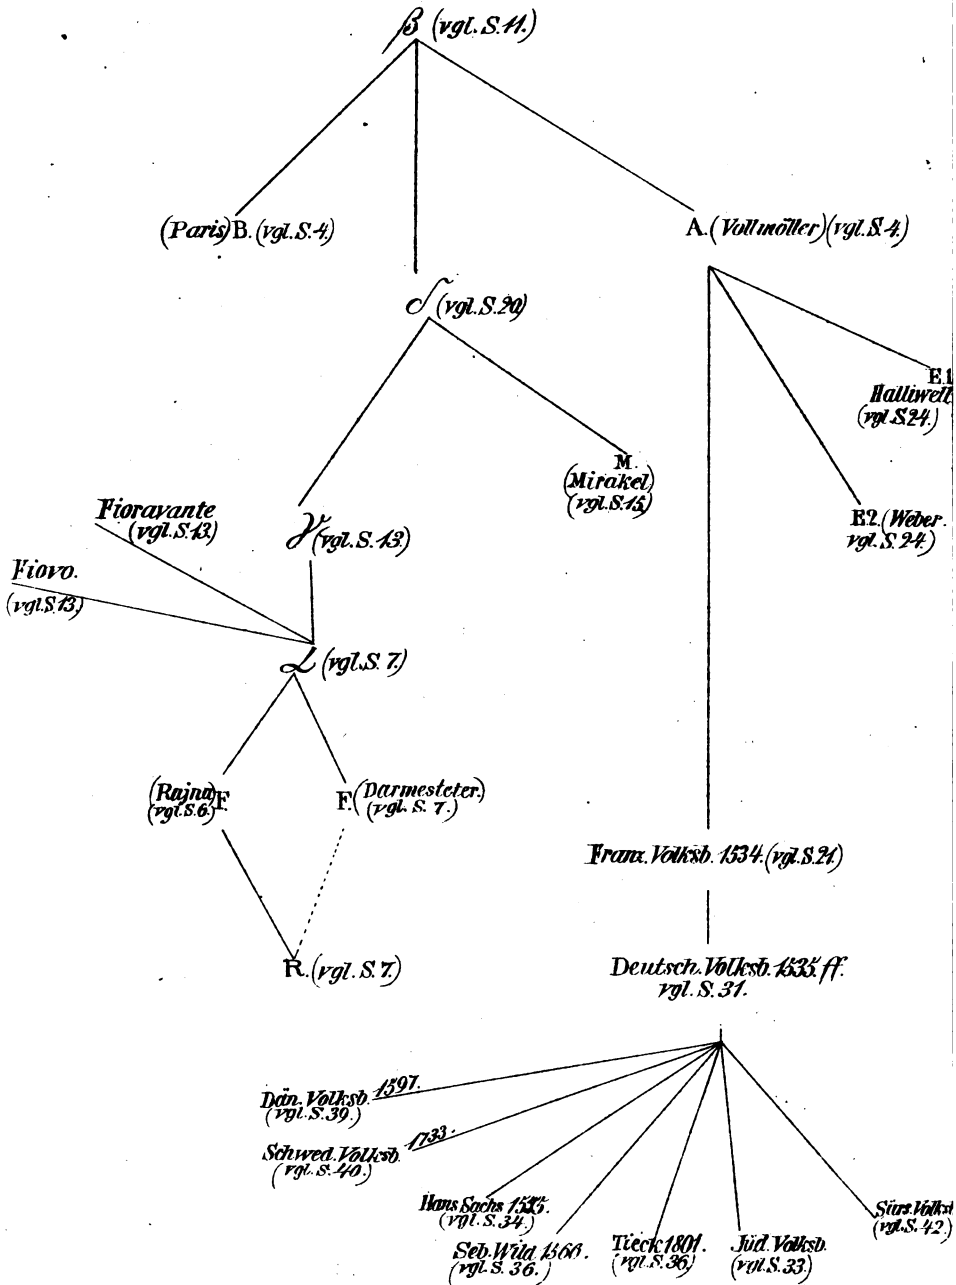 β (vgl. S. 11.)
(Paris) B. (vgl. S. 4.)
A. (Vollmöller) (vgl. S. 4.)
δ (vgl. S. 20)
E.1
Halliwell
(vgl. S. 24.)
M.
(Mirakel)
(vgl. S. 15)
Fioravante
(vgl. S. 13)
γ (vgl. S. 13)
E2. (Weber.
vgl. S. 24.)
Fiovo.
(vgl. S. 13.)
α (vgl. S. 7.)
(Rajna) F.
(vgl. S. 6.)
F. (Darmesteter.)
(vgl. S. 7.)
Franz. Volksb. 1534. (vgl. S. 21.)
R. (vgl. S. 7.)
Deutsch. Volksb. 1535. ff.
vgl. S. 31.
Dän. Volksb. 1597.
(vgl. S. 39.)
Schwed. Volksb. 1733.
(vgl. S. 40.)
Hans Sachs
(vgl. S. 34.)
Seb. Wild 1566.
(vgl. S. 36.)
Tieck 1801.
(vgl. S. 36)
Jüd. Volksb.
(vgl. S. 33.)
(vgl. S. 42.)